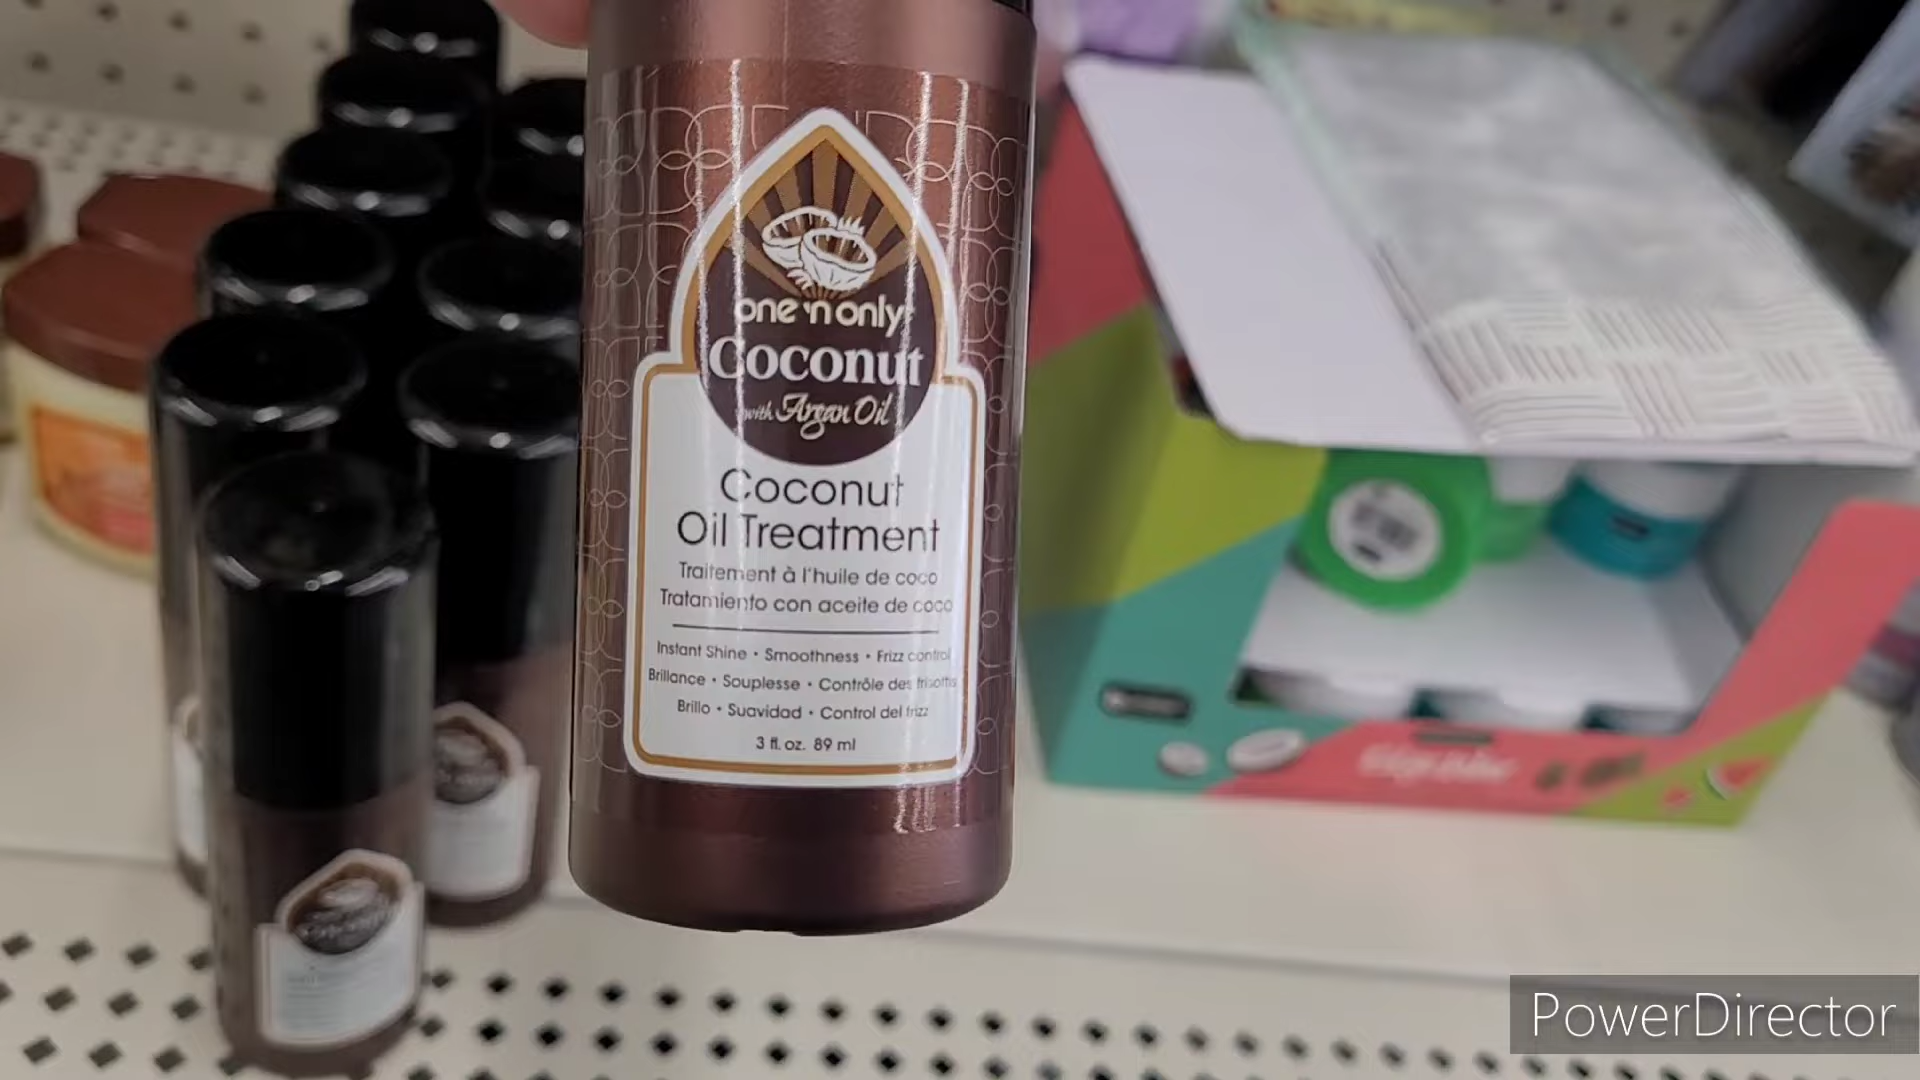 one 'n only
Coconut
with Argan Oil
Coconut
Oil Treatment
Traitement à l'huile de coco
Tratamiento con aceite de coco
Instant Shine • Smoothness • Frizz control
Brillance • Souplesse • Contrôle des frisottis
Brillo • Suavidad • Control del frizz
3 fl. oz. 89 ml
PowerDirector